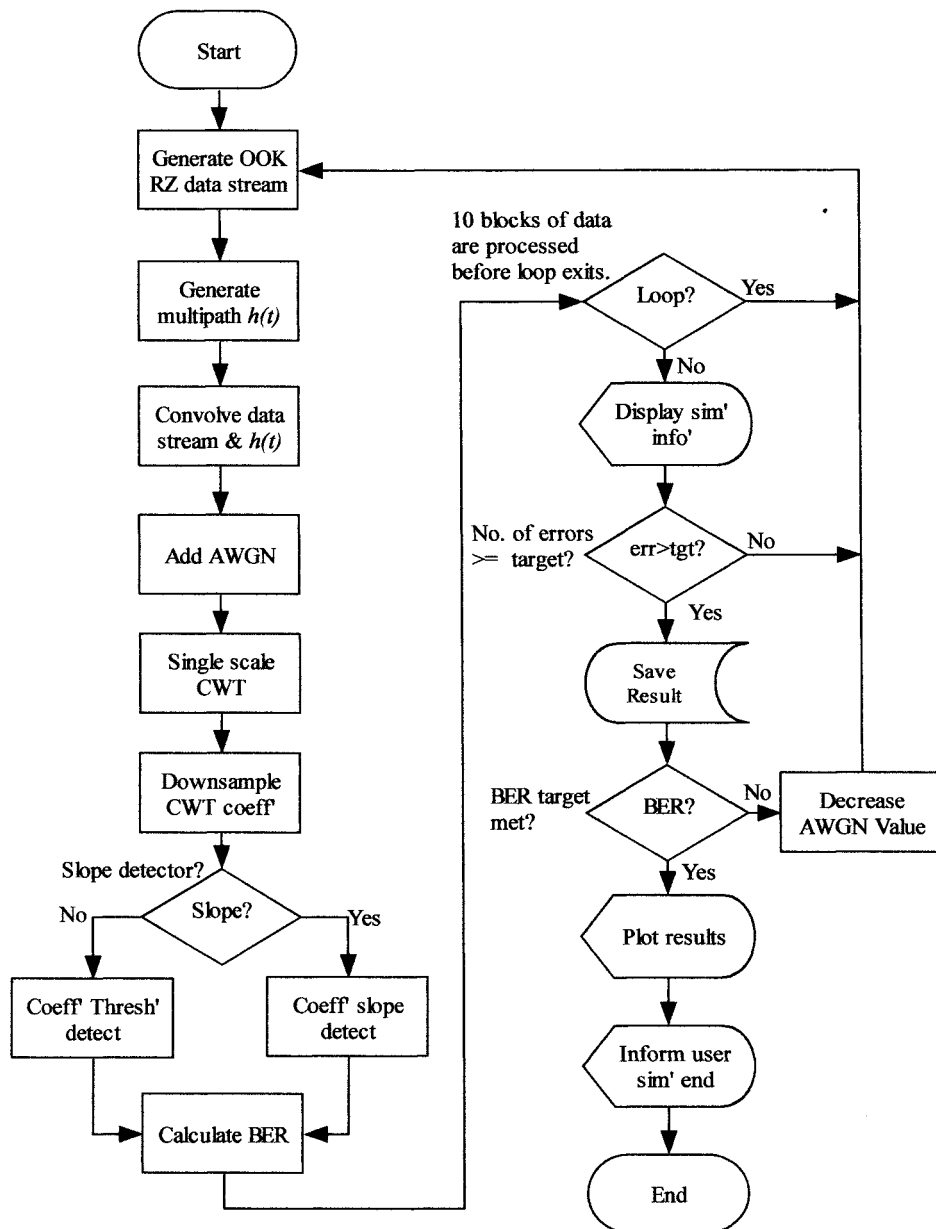 Start
Generate OOK
RZ data stream
Generate
multipath h(t)
Convolve data
stream & h(t)
Add AWGN
Single scale
CWT
Downsample
CWT coeff'
Slope detector?
No
Slope?
Yes
Coeff' Thresh'
detect
Coeff' slope
detect
Calculate BER
10 blocks of data
are processed
before loop exits.
Loop?
Yes
No
Display sim'
info'
No. of errors
>= target?
err>tgt?
No
Yes
Save
Result
BER target
met?
BER?
No
Decrease
AWGN Value
Yes
Plot results
Inform user
sim' end
End